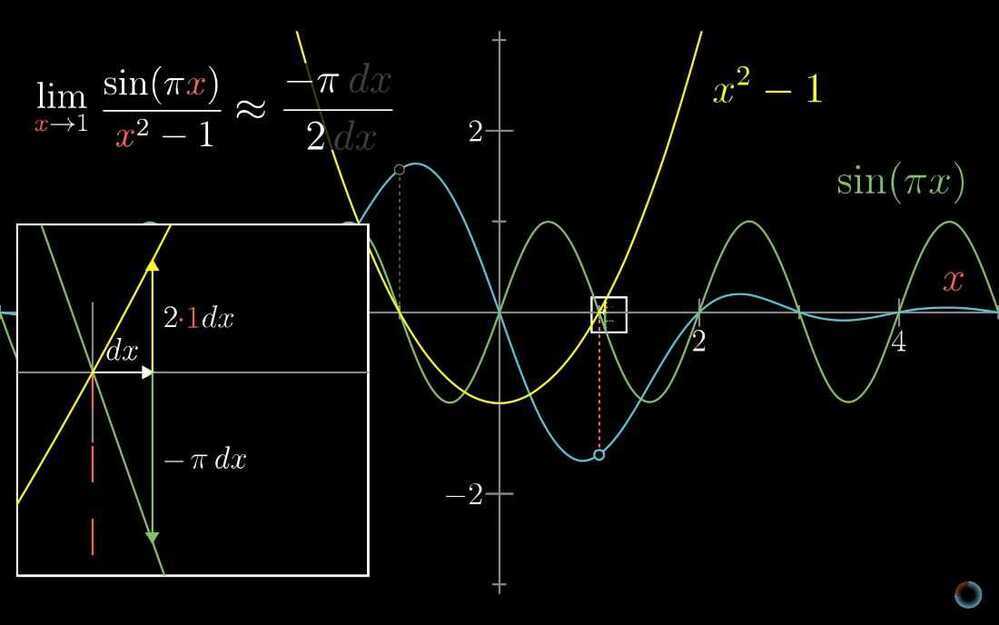 lim x→1 sin(πx) / x² − 1 ≈ −π dx / 2 dx
x² − 1
2
sin(πx)
x
2·1dx
dx
2
4
−π dx
−2